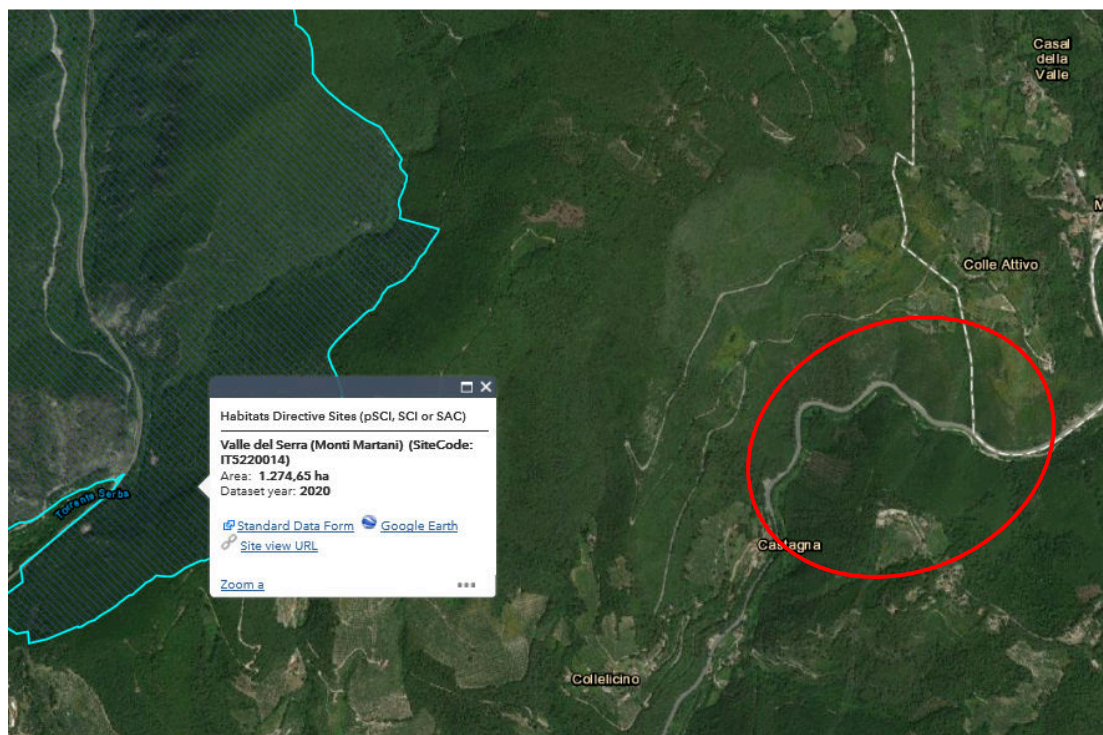 Casal
della
Valle
M
Colle Attivo
Habitats Directive Sites (pSCI, SCI or SAC)
Valle del Serra (Monti Martani) (SiteCode:
IT5220014)
Area: 1.274,65 ha
Dataset year: 2020
Standard Data Form Google Earth
Site view URL
Zoom a
Torrente Serba
Castagna
Collelicino